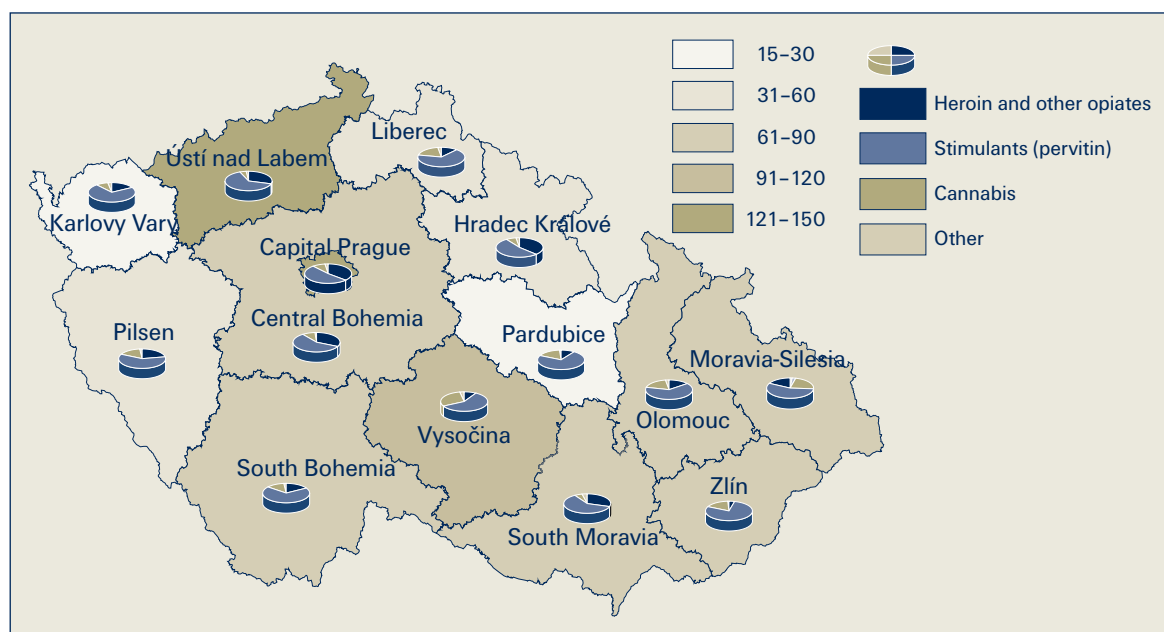 15–30
31–60
61–90
91–120
121–150
Heroin and other opiates
Stimulants (pervitin)
Cannabis
Other
Liberec
Ústí nad Labem
Karlovy Vary
Hradec Králové
Capital Prague
Central Bohemia
Pilsen
Pardubice
Moravia-Silesia
Olomouc
Vysočina
South Bohemia
Zlín
South Moravia